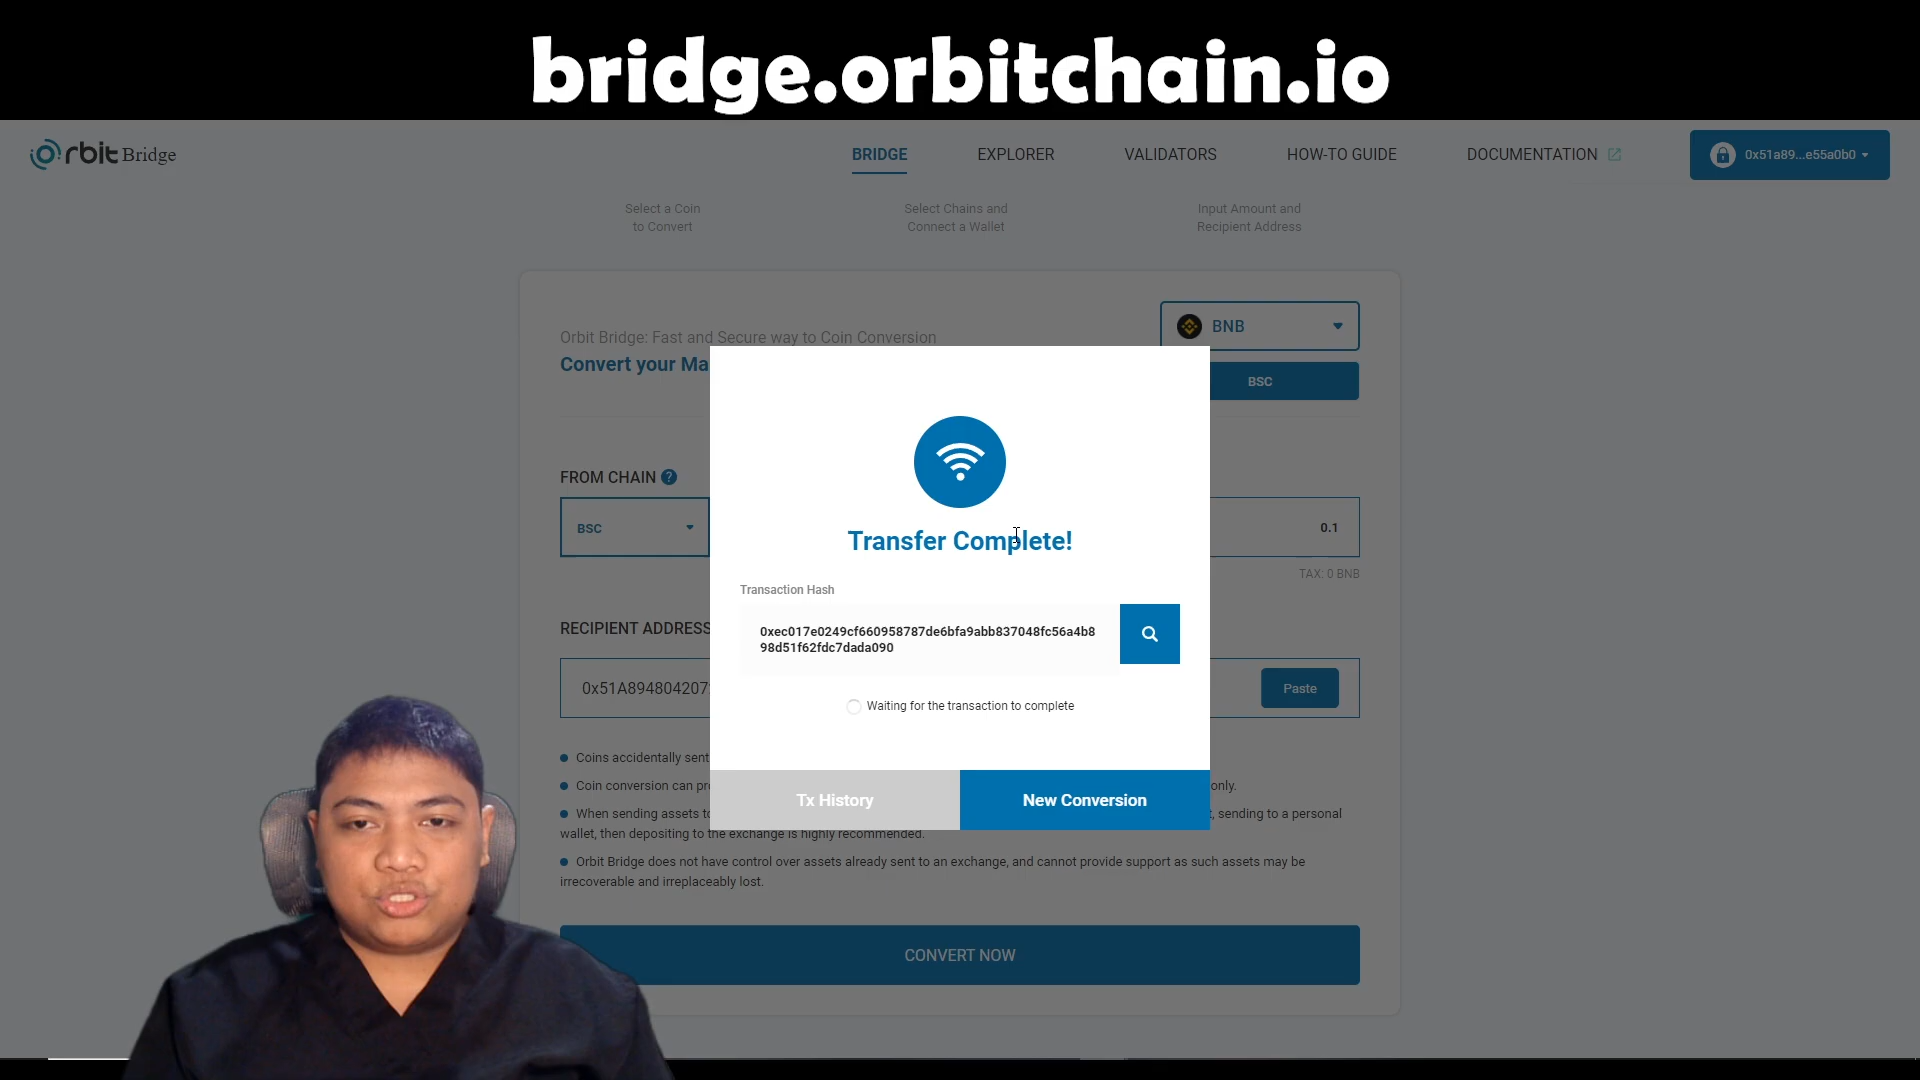 bridge.orbitchain.io
Orbit Bridge
BRIDGE
EXPLORER
VALIDATORS
HOW-TO GUIDE
DOCUMENTATION
0x51a89...e55a0b0
Select a Coin
to Convert
Select Chains and
Connect a Wallet
Input Amount and
Recipient Address
Orbit Bridge: Fast and Secure way to Coin Conversion
Convert your Ma
BNB
BSC
FROM CHAIN ?
BSC
0.1
TAX: 0 BNB
Transfer Complete!
Transaction Hash
0xec017e0249cf660958787de6bfa9abb837048fc56a4b8
98d51f62fdc7dada090
Waiting for the transaction to complete
Tx History
New Conversion
RECIPIENT ADDRESS
0x51A894804207
Paste
Coins accidentally sent
Coin conversion can pr only.
When sending assets to , sending to a personal
wallet, then depositing to the exchange is highly recommended.
Orbit Bridge does not have control over assets already sent to an exchange, and cannot provide support as such assets may be
irrecoverable and irreplaceably lost.
CONVERT NOW